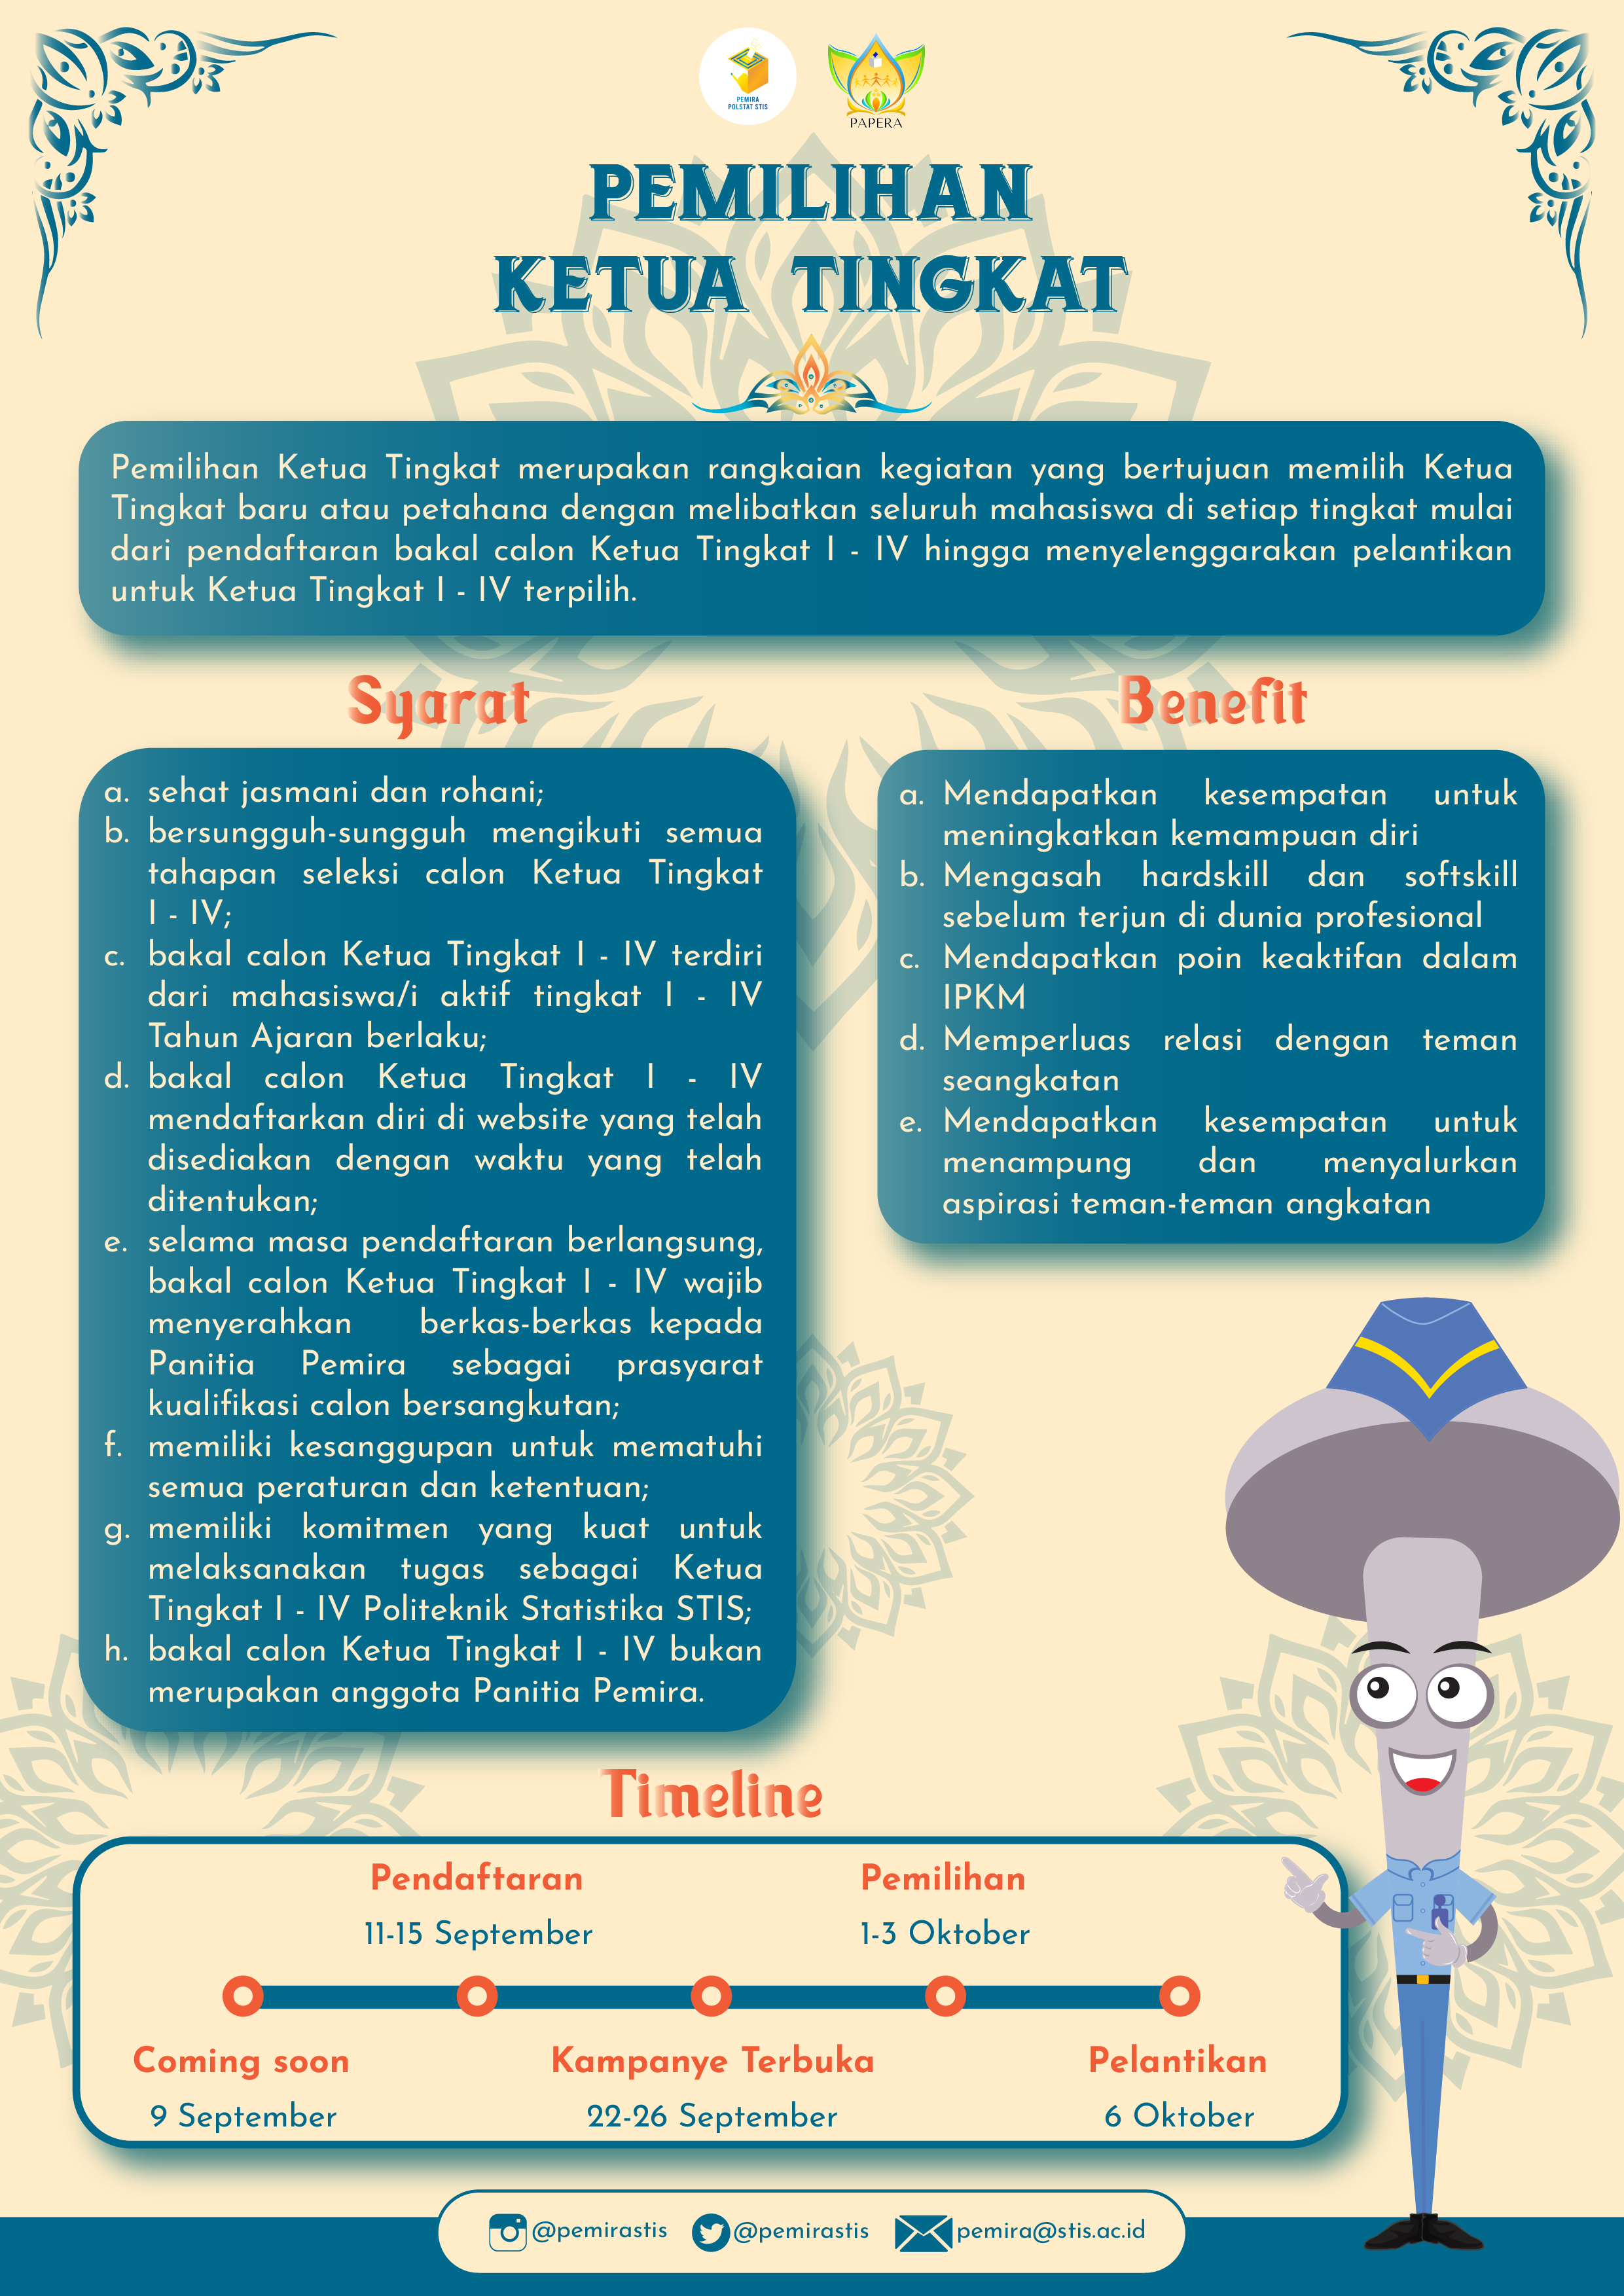 PEMIRA
POLSTAT STIS
PAPERA
PEMILIHAN
KETUA TINGKAT
Pemilihan Ketua Tingkat merupakan rangkaian kegiatan yang bertujuan memilih Ketua
Tingkat baru atau petahana dengan melibatkan seluruh mahasiswa di setiap tingkat mulai
dari pendaftaran bakal calon Ketua Tingkat I - IV hingga menyelenggarakan pelantikan
untuk Ketua Tingkat I - IV terpilih.
Syarat
a. sehat jasmani dan rohani;
b. bersungguh-sungguh mengikuti semua
tahapan seleksi calon Ketua Tingkat
I - IV;
c. bakal calon Ketua Tingkat I - IV terdiri
dari mahasiswa/i aktif tingkat I - IV
Tahun Ajaran berlaku;
d. bakal calon Ketua Tingkat I - IV
mendaftarkan diri di website yang telah
disediakan dengan waktu yang telah
ditentukan;
e. selama masa pendaftaran berlangsung,
bakal calon Ketua Tingkat I - IV wajib
menyerahkan berkas-berkas kepada
Panitia Pemira sebagai prasyarat
kualifikasi calon bersangkutan;
f. memiliki kesanggupan untuk mematuhi
semua peraturan dan ketentuan;
g. memiliki komitmen yang kuat untuk
melaksanakan tugas sebagai Ketua
Tingkat I - IV Politeknik Statistika STIS;
h. bakal calon Ketua Tingkat I - IV bukan
merupakan anggota Panitia Pemira.
Benefit
a. Mendapatkan kesempatan untuk
meningkatkan kemampuan diri
b. Mengasah hardskill dan softskill
sebelum terjun di dunia profesional
c. Mendapatkan poin keaktifan dalam
IPKM
d. Memperluas relasi dengan teman
seangkatan
e. Mendapatkan kesempatan untuk
menampung dan menyalurkan
aspirasi teman-teman angkatan
Timeline
Coming soon
9 September
Pendaftaran
11-15 September
Kampanye Terbuka
22-26 September
Pemilihan
1-3 Oktober
Pelantikan
6 Oktober
@pemirastis @pemirastis pemira@stis.ac.id